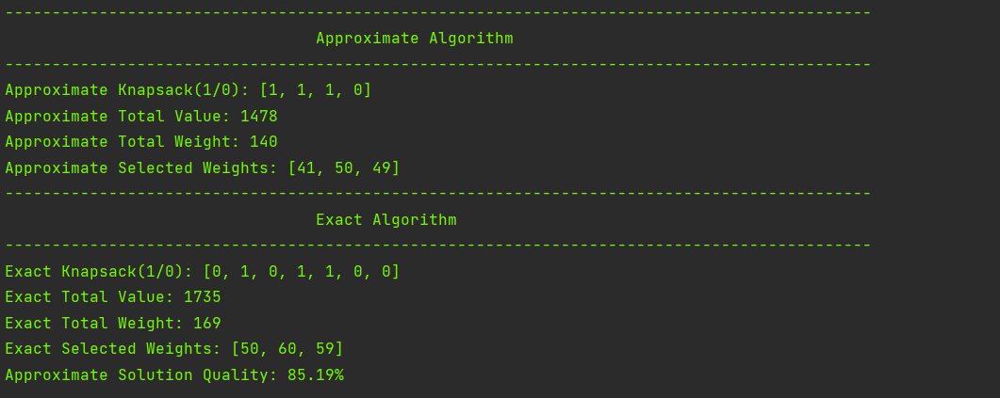 --------------------------------------------------------------------------------------------
Approximate Algorithm
--------------------------------------------------------------------------------------------
Approximate Knapsack(1/0): [1, 1, 1, 0]
Approximate Total Value: 1478
Approximate Total Weight: 140
Approximate Selected Weights: [41, 50, 49]
--------------------------------------------------------------------------------------------
Exact Algorithm
--------------------------------------------------------------------------------------------
Exact Knapsack(1/0): [0, 1, 0, 1, 1, 0, 0]
Exact Total Value: 1735
Exact Total Weight: 169
Exact Selected Weights: [50, 60, 59]
Approximate Solution Quality: 85.19%